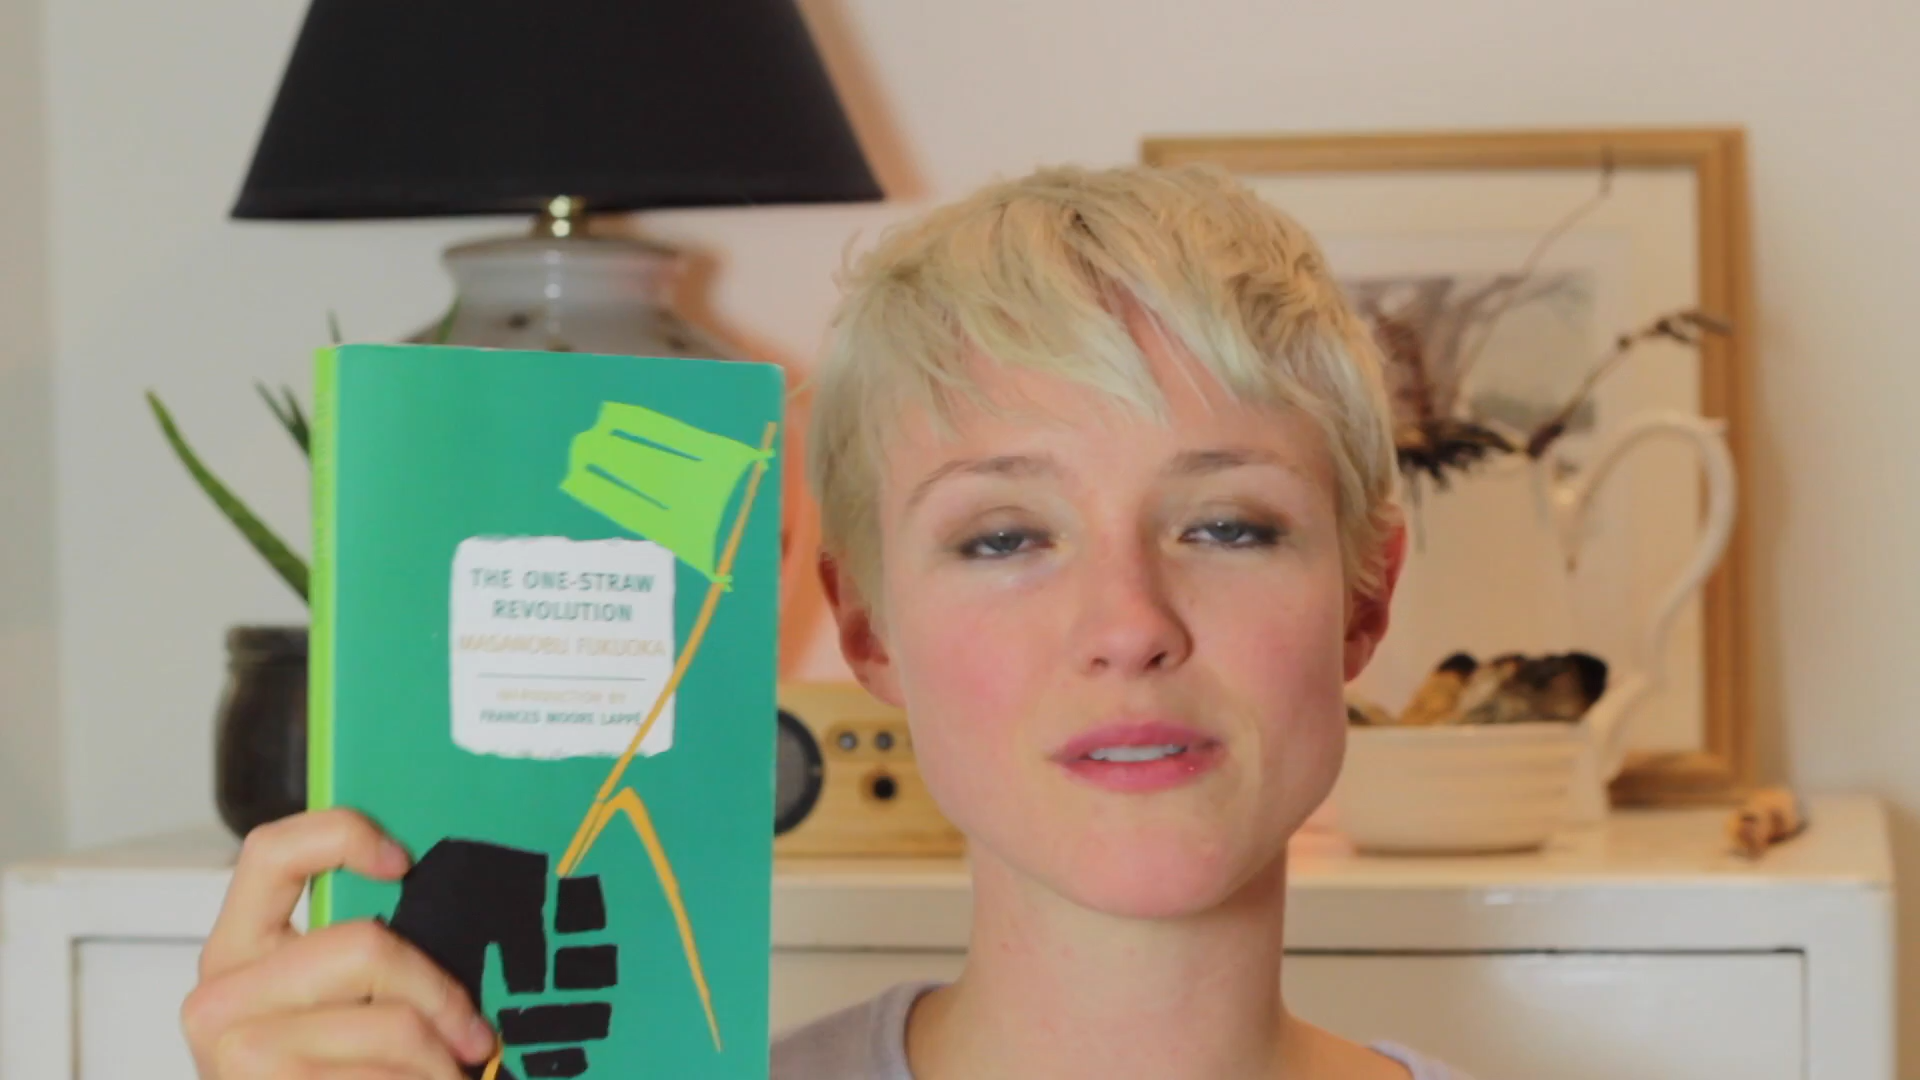 THE ONE-STRAW
REVOLUTION
MASANOBU FUKUOKA
INTRODUCTION BY
FRANCES MOORE LAPPÉ